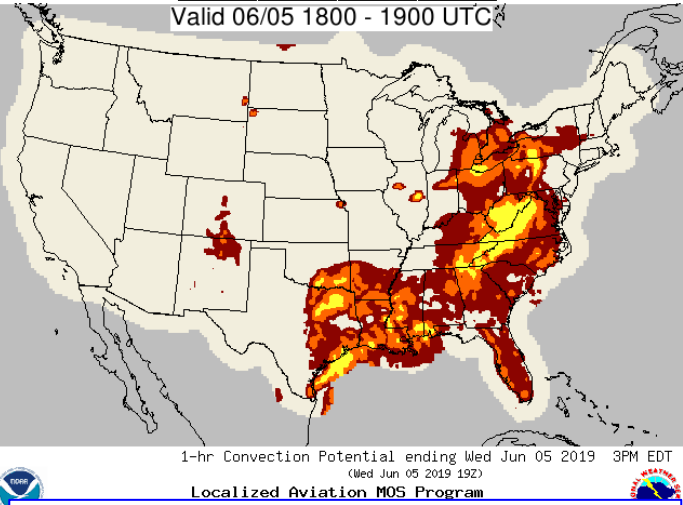 Valid 06/05 1800 - 1900 UTC
1-hr Convection Potential ending Wed Jun 05 2019 3PM EDT
(Wed Jun 05 2019 19Z)
Localized Aviation MOS Program
NOAA